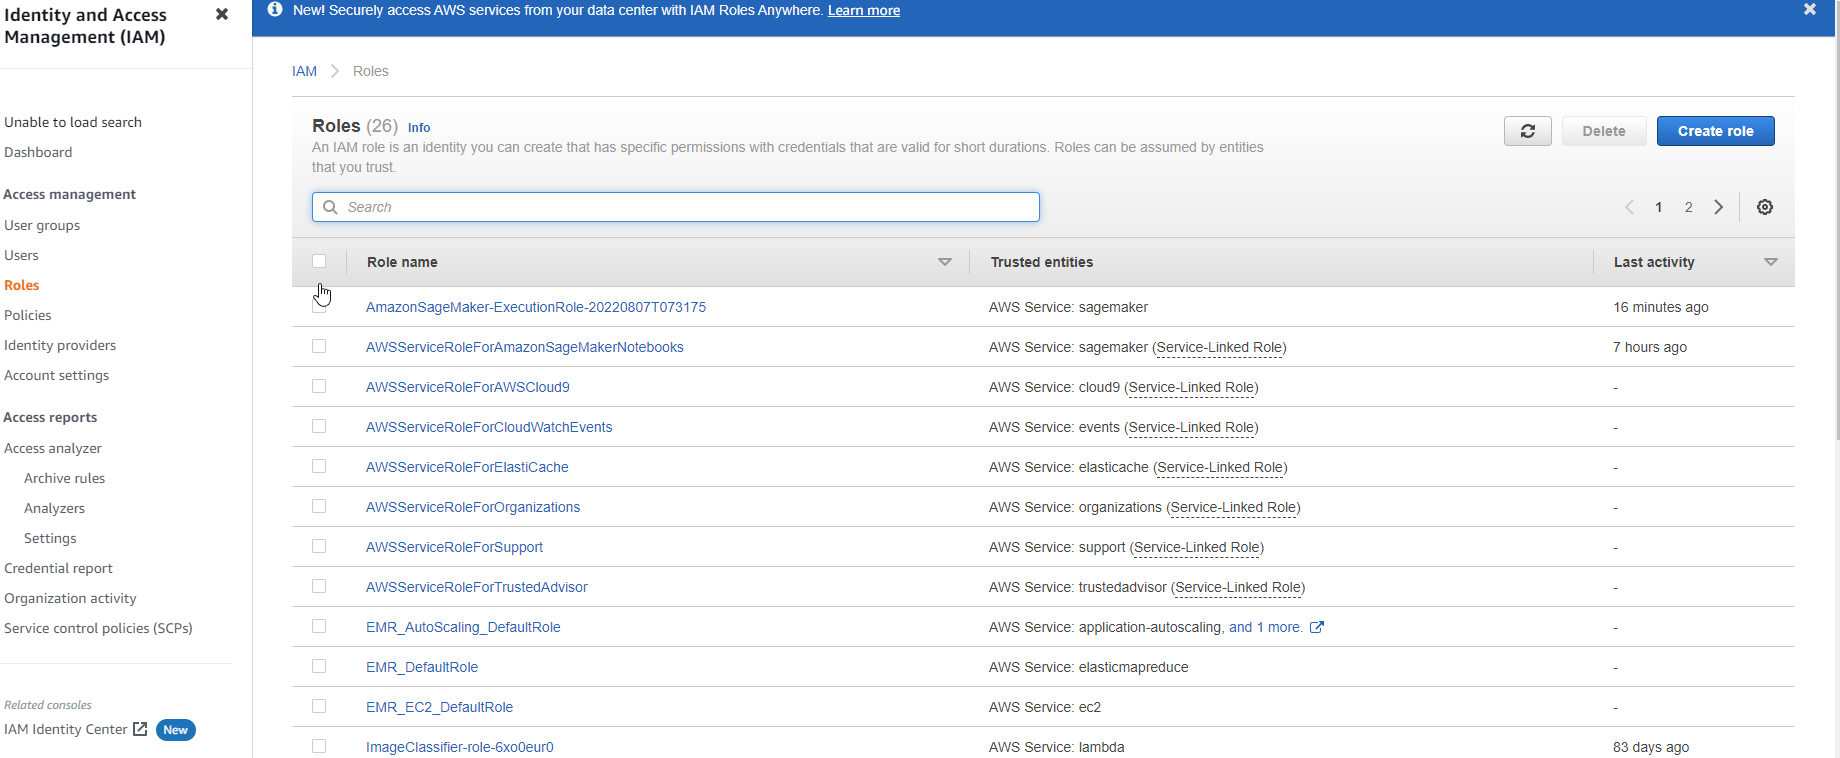 Identity and Access
Management (IAM)
Unable to load search
Dashboard
Access management
User groups
Users
Roles
Policies
Identity providers
Account settings
Access reports
Access analyzer
Archive rules
Analyzers
Settings
Credential report
Organization activity
Service control policies (SCPs)
Related consoles
IAM Identity Center New
New! Securely access AWS services from your data center with IAM Roles Anywhere. Learn more
IAM > Roles
Roles (26) Info
An IAM role is an identity you can create that has specific permissions with credentials that are valid for short durations. Roles can be assumed by entities
that you trust.
Delete
Create role
Search
1 2
Role name Trusted entities Last activity
AmazonSageMaker-ExecutionRole-20220807T073175 AWS Service: sagemaker 16 minutes ago
AWSServiceRoleForAmazonSageMakerNotebooks AWS Service: sagemaker (Service-Linked Role) 7 hours ago
AWSServiceRoleForAWSCloud9 AWS Service: cloud9 (Service-Linked Role) -
AWSServiceRoleForCloudWatchEvents AWS Service: events (Service-Linked Role) -
AWSServiceRoleForElastiCache AWS Service: elasticache (Service-Linked Role) -
AWSServiceRoleForOrganizations AWS Service: organizations (Service-Linked Role) -
AWSServiceRoleForSupport AWS Service: support (Service-Linked Role) -
AWSServiceRoleForTrustedAdvisor AWS Service: trustedadvisor (Service-Linked Role) -
EMR_AutoScaling_DefaultRole AWS Service: application-autoscaling, and 1 more. -
EMR_DefaultRole AWS Service: elasticmapreduce -
EMR_EC2_DefaultRole AWS Service: ec2 -
ImageClassifier-role-6xo0eur0 AWS Service: lambda 83 days ago